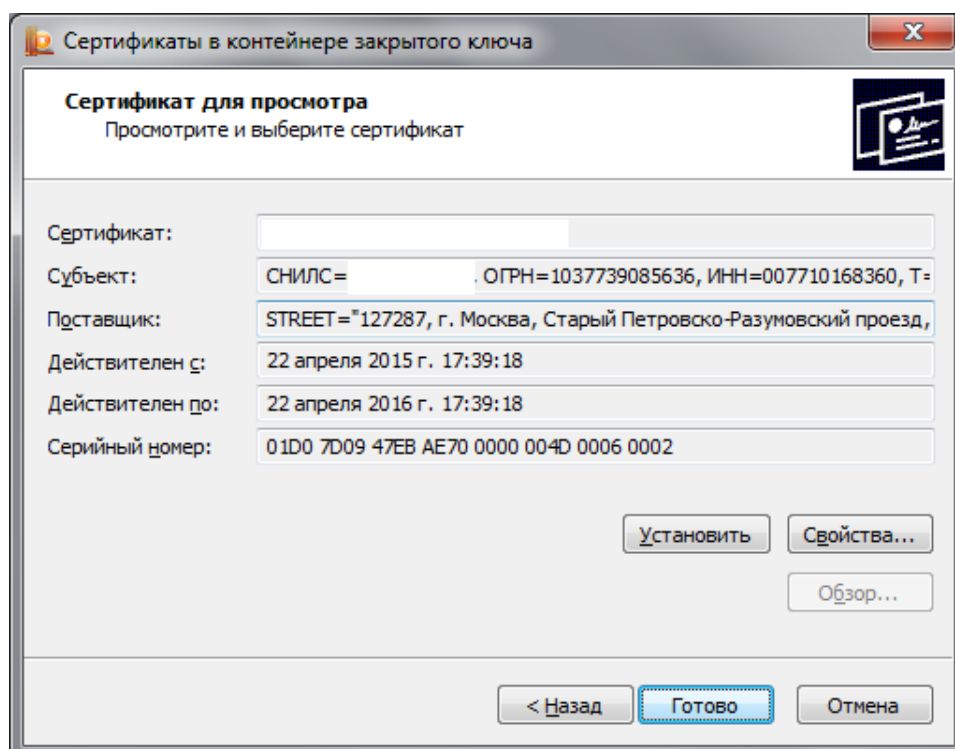 Сертификаты в контейнере закрытого ключа
Сертификат для просмотра
Просмотрите и выберите сертификат
Сертификат:
Субъект: СНИЛС= , ОГРН=1037739085636, ИНН=007710168360, T=
Поставщик: STREET="127287, г. Москва, Старый Петровско-Разумовский проезд,
Действителен с: 22 апреля 2015 г. 17:39:18
Действителен по: 22 апреля 2016 г. 17:39:18
Серийный номер: 01D0 7D09 47EB AE70 0000 004D 0006 0002
Установить Свойства...
Обзор...
< Назад Готово Отмена